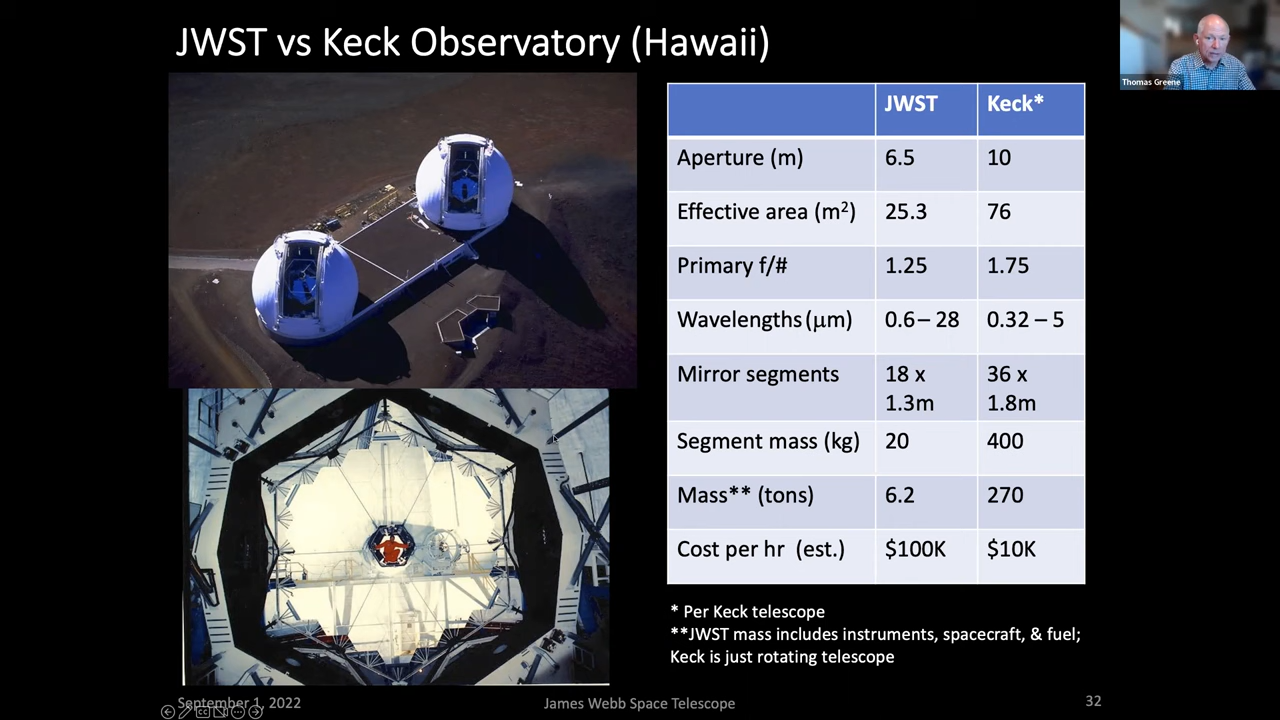 JWST vs Keck Observatory (Hawaii)
Thomas Greene
JWST Keck*
Aperture (m) 6.5 10
Effective area (m²) 25.3 76
Primary f/# 1.25 1.75
Wavelengths (μm) 0.6 – 28 0.32 – 5
Mirror segments 18 x 36 x
1.3m 1.8m
Segment mass (kg) 20 400
Mass** (tons) 6.2 270
Cost per hr (est.) $100K $10K
* Per Keck telescope
**JWST mass includes instruments, spacecraft, & fuel;
Keck is just rotating telescope
September 1, 2022 James Webb Space Telescope 32